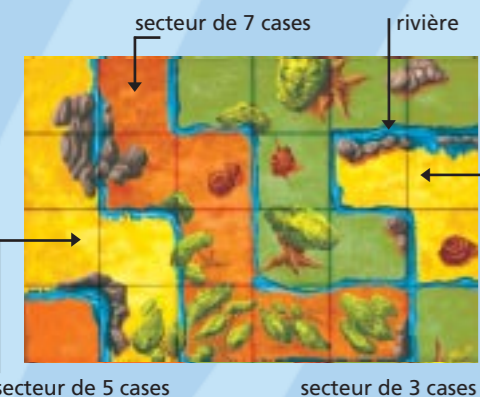 secteur de 7 cases
rivière
secteur de 5 cases
secteur de 3 cases